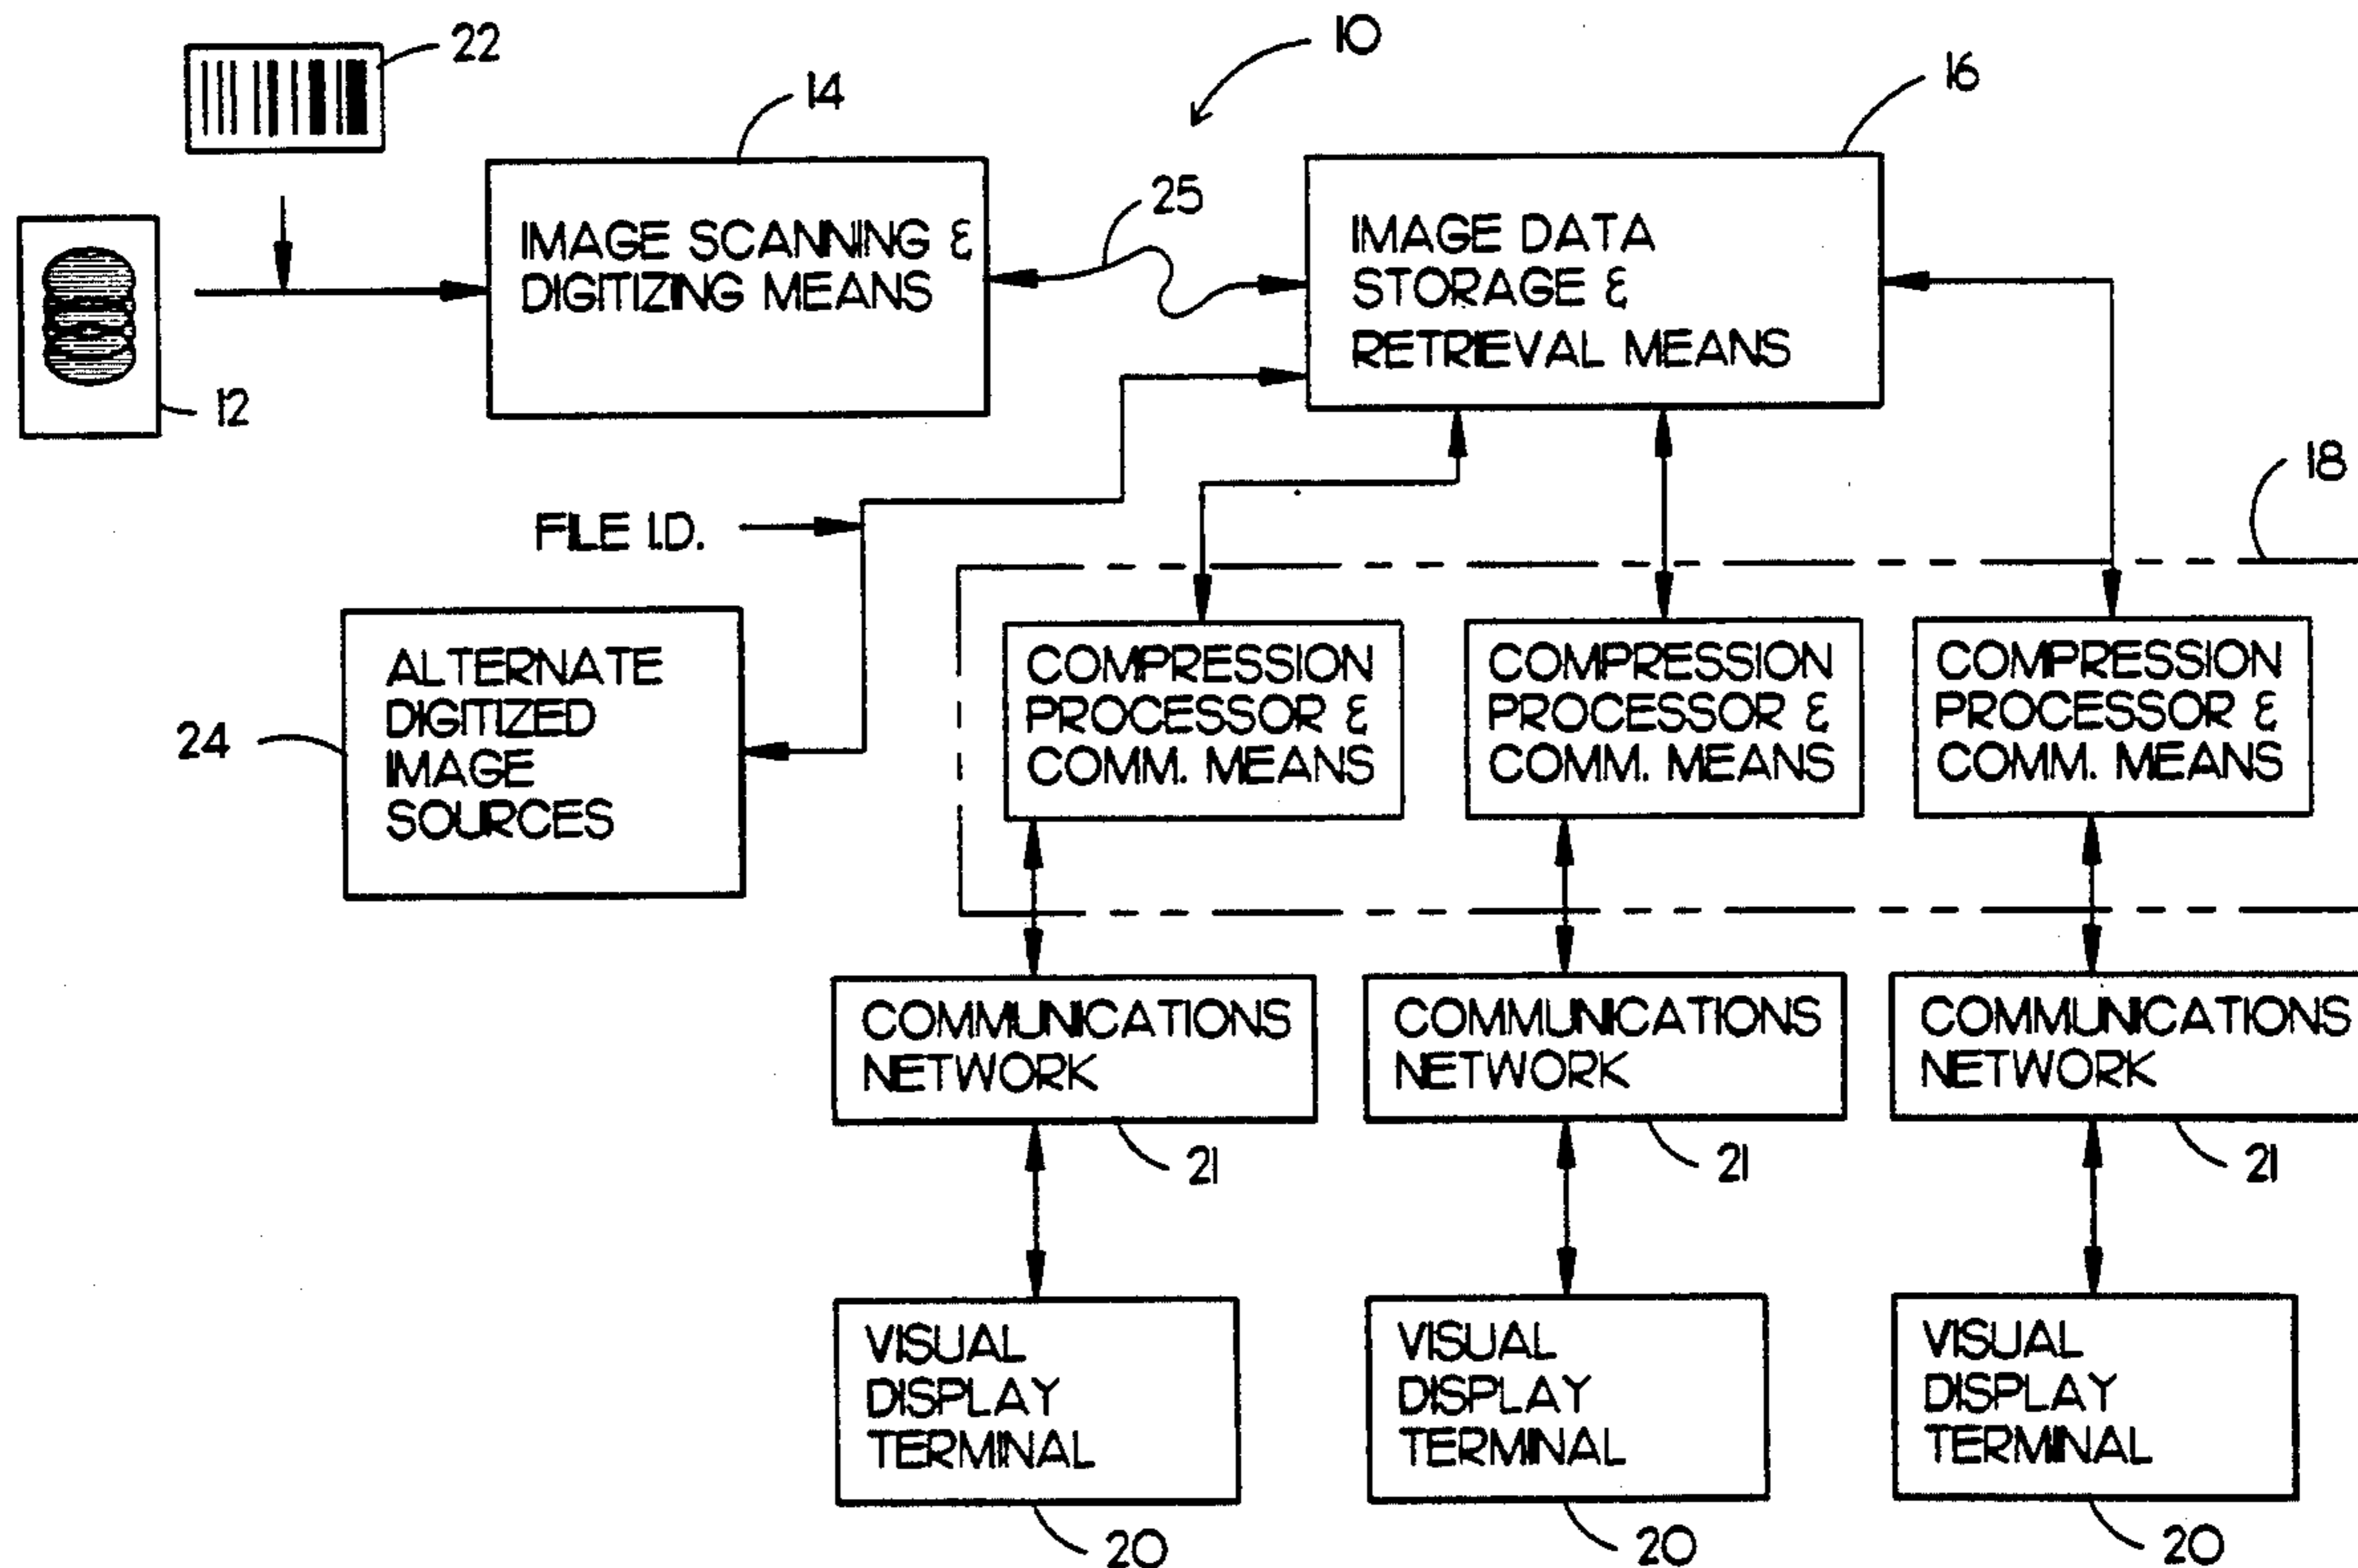 22
10
14
16
25
IMAGE SCANNING &
DIGITIZING MEANS
IMAGE DATA
STORAGE &
RETRIEVAL MEANS
12
18
FILE I.D.
ALTERNATE
DIGITIZED
IMAGE
SOURCES
24
COMPRESSION
PROCESSOR &
COMM. MEANS
COMPRESSION
PROCESSOR &
COMM. MEANS
COMPRESSION
PROCESSOR &
COMM. MEANS
COMMUNICATIONS
NETWORK
21
COMMUNICATIONS
NETWORK
21
COMMUNICATIONS
NETWORK
21
VISUAL
DISPLAY
TERMINAL
20
VISUAL
DISPLAY
TERMINAL
20
VISUAL
DISPLAY
TERMINAL
20